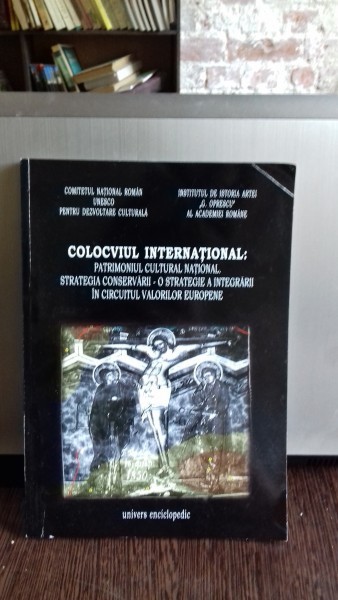 COMITETUL NAȚIONAL ROMÂN
UNESCO
PENTRU DEZVOLTARE CULTURALĂ
INSTITUTUL DE ISTORIA ARTEI
„G. OPRESCU”
AL ACADEMIEI ROMÂNE
COLOCVIUL INTERNAȚIONAL:
PATRIMONIUL CULTURAL NAȚIONAL.
STRATEGIA CONSERVĂRII - O STRATEGIE A INTEGRĂRII
ÎN CIRCUITUL VALORILOR EUROPENE
univers enciclopedic